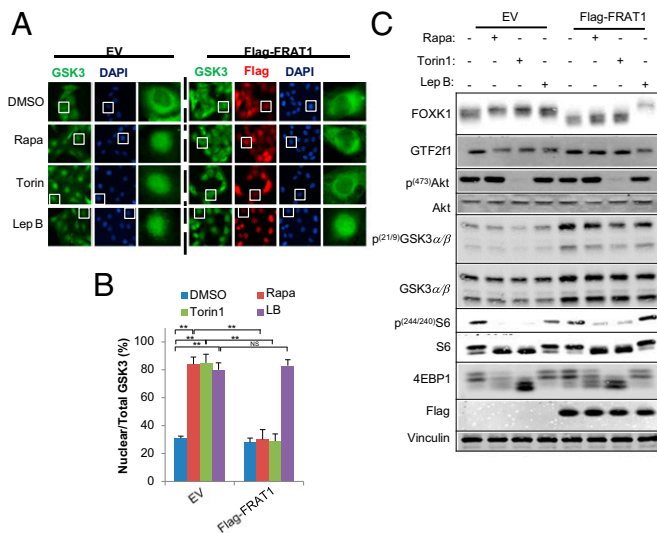 A
EV
Flag-FRAT1
GSK3 DAPI GSK3 Flag DAPI
DMSO
Rapa
Torin
Lep B
B
DMSO Rapa
Torin1 LB
** **
** **
** NS
Nuclear/Total GSK3 (%)
100
80
60
40
20
0
EV
Flag-FRAT1
C
EV Flag-FRAT1
Rapa: - + - - - + - -
Torin1: - - + - - - + -
Lep B: - - - + - - - +
FOXK1
GTF2f1
p(473)Akt
Akt
p(21/9)GSK3α/β
GSK3α/β
p(244/240)S6
S6
4EBP1
Flag
Vinculin